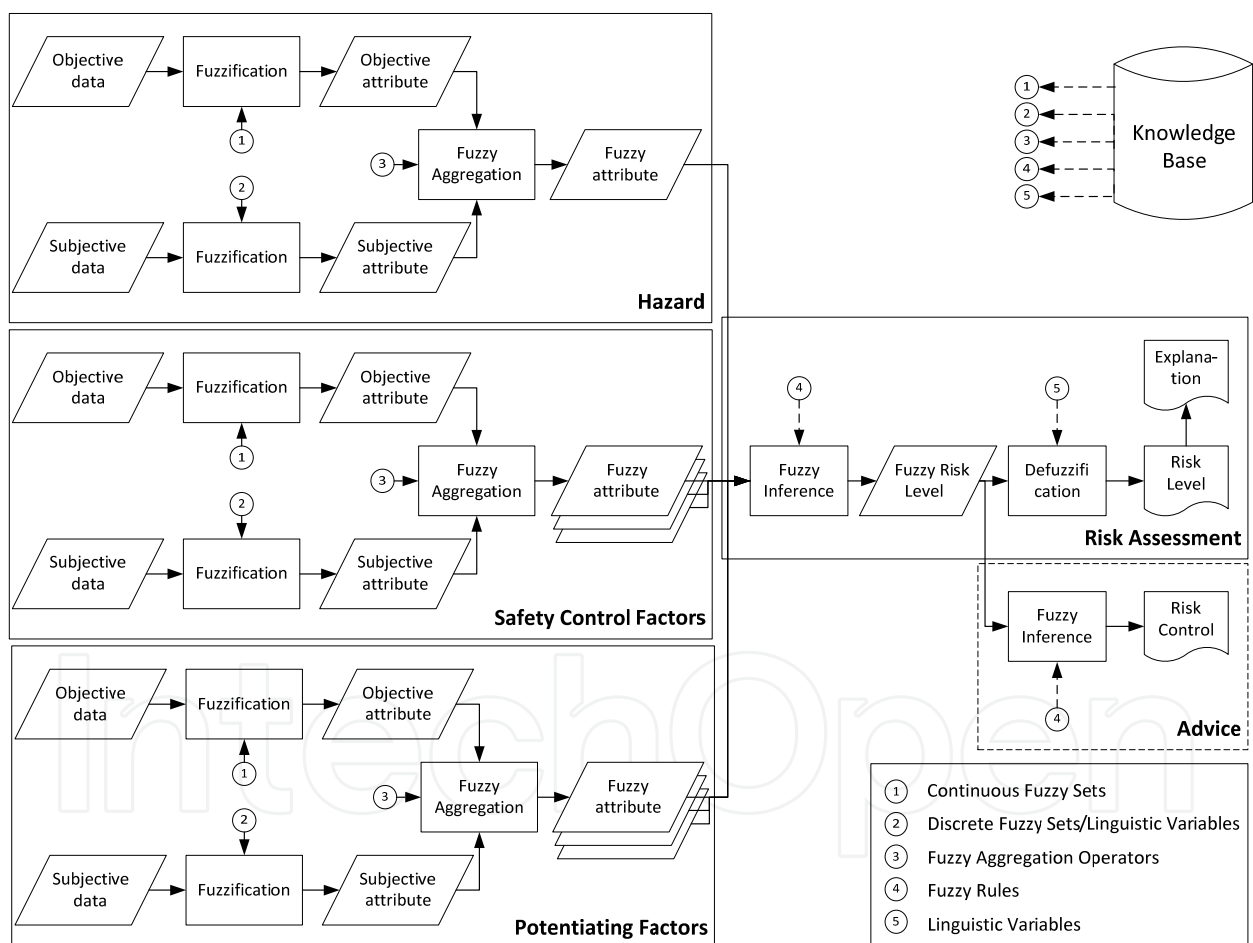 Objective
data
Fuzzification
Objective
attribute
1
3
Fuzzy
Aggregation
Fuzzy
attribute
2
Subjective
data
Fuzzification
Subjective
attribute
Hazard
1
2
3
4
5
Knowledge
Base
Objective
data
Fuzzification
Objective
attribute
1
3
Fuzzy
Aggregation
Fuzzy
attribute
2
Subjective
data
Fuzzification
Subjective
attribute
Safety Control Factors
4
Fuzzy
Inference
Fuzzy Risk
Level
5
Defuzzifi
cation
Explana-
tion
Risk
Level
Risk Assessment
Fuzzy
Inference
Risk
Control
4
Advice
Objective
data
Fuzzification
Objective
attribute
1
3
Fuzzy
Aggregation
Fuzzy
attribute
2
Subjective
data
Fuzzification
Subjective
attribute
Potentiating Factors
1 Continuous Fuzzy Sets
2 Discrete Fuzzy Sets/Linguistic Variables
3 Fuzzy Aggregation Operators
4 Fuzzy Rules
5 Linguistic Variables
IntechOpen